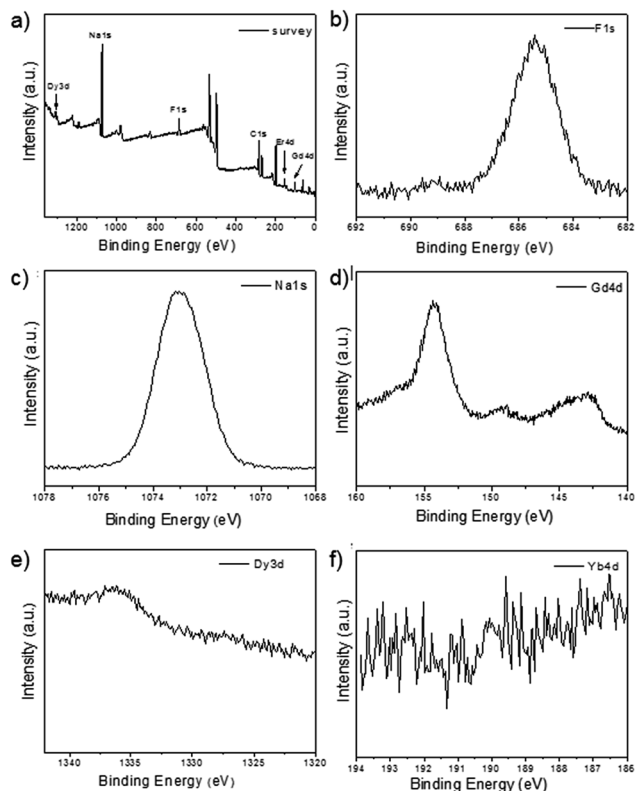 a)
survey
Na1s
Dy3d
F1s
C1s
Er4d
Gd4d
Intensity (a.u.)
1200 1000 800 600 400 200 0
Binding Energy (eV)
b)
F1s
Intensity (a.u.)
692 690 688 686 684 682
Binding Energy (eV)
c)
Na1s
Intensity (a.u.)
1078 1076 1074 1072 1070 1068
Binding Energy (eV)
d)
Gd4d
Intensity (a.u.)
160 155 150 145 140
Binding Energy (eV)
e)
Dy3d
Intensity (a.u.)
1340 1335 1330 1325 1320
Binding Energy (eV)
f)
Yb4d
Intensity (a.u.)
194 193 192 191 190 189 188 187 186
Binding Energy (eV)